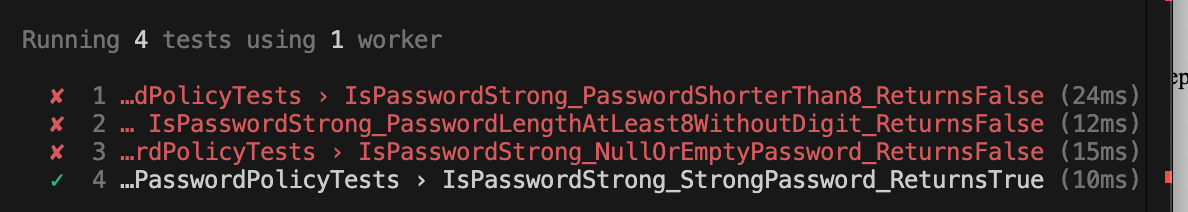 Running 4 tests using 1 worker
✘ 1 …dPolicyTests › IsPasswordStrong_PasswordShorterThan8_ReturnsFalse (24ms)
✘ 2 … IsPasswordStrong_PasswordLengthAtLeast8WithoutDigit_ReturnsFalse (12ms)
✘ 3 …rdPolicyTests › IsPasswordStrong_NullOrEmptyPassword_ReturnsFalse (15ms)
✓ 4 …PasswordPolicyTests › IsPasswordStrong_StrongPassword_ReturnsTrue (10ms)